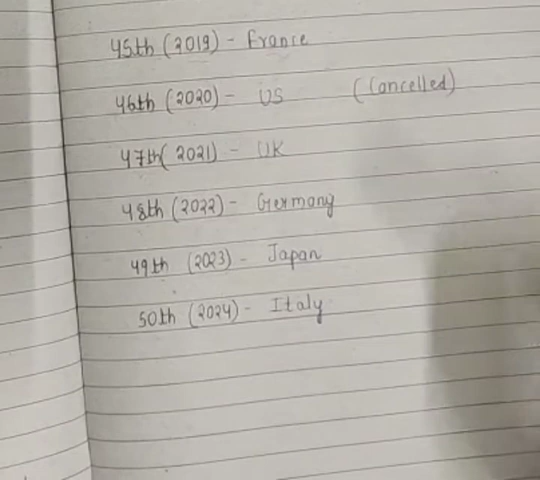 45th (2019) - France
46th (2020) - US (Cancelled)
47th (2021) - UK
48th (2022) - Germany
49th (2023) - Japan
50th (2024) - Italy